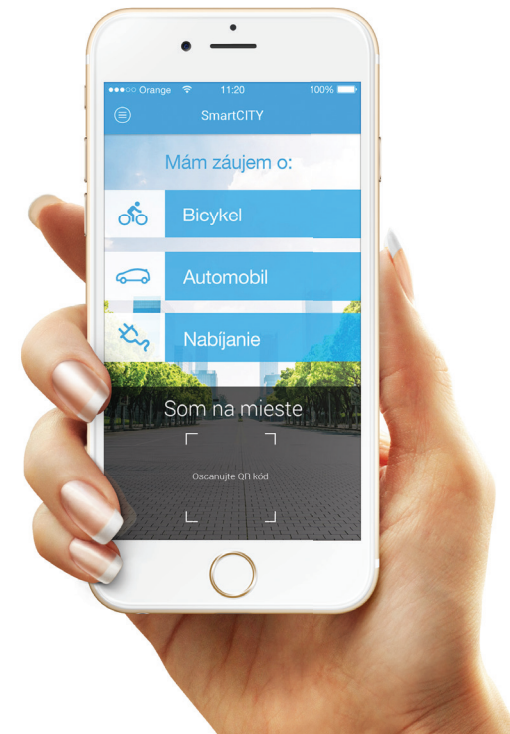 Orange 11:20 100%
SmartCITY
Mám záujem o:
Bicykel
Automobil
Nabíjanie
Som na mieste
Oscanujte QR kód